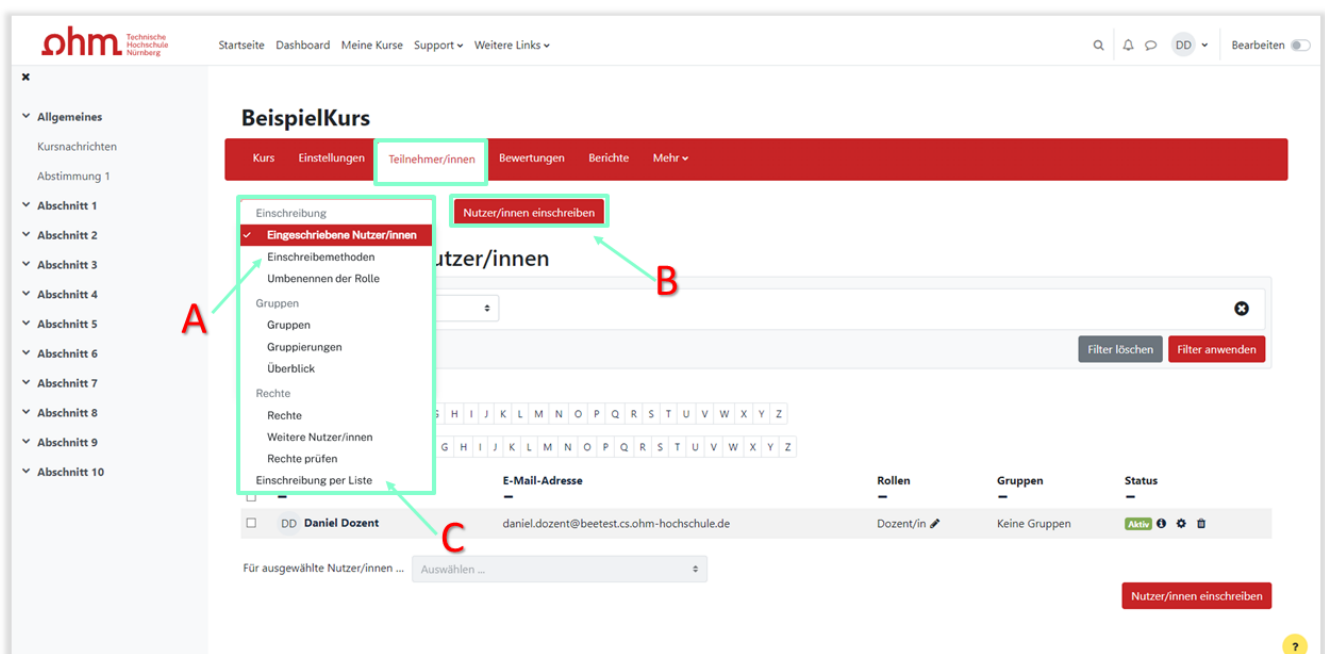 ohm Technische Hochschule Nürnberg
Startseite Dashboard Meine Kurse Support Weitere Links DD Bearbeiten
Allgemeines
Kursnachrichten
Abstimmung 1
Abschnitt 1
Abschnitt 2
Abschnitt 3
Abschnitt 4
Abschnitt 5
Abschnitt 6
Abschnitt 7
Abschnitt 8
Abschnitt 9
Abschnitt 10
BeispielKurs
Kurs Einstellungen Teilnehmer/innen Bewertungen Berichte Mehr
Einschreibung
Eingeschriebene Nutzer/innen
Einschreibemethoden
Umbenennen der Rolle
Gruppen
Gruppen
Gruppierungen
Überblick
Rechte
Rechte
Weitere Nutzer/innen
Rechte prüfen
Einschreibung per Liste
Nutzer/innen einschreiben
utzer/innen
A
B
C
Filter löschen Filter anwenden
H I J K L M N O P Q R S T U V W X Y Z
G H I J K L M N O P Q R S T U V W X Y Z
E-Mail-Adresse Rollen Gruppen Status
DD Daniel Dozent daniel.dozent@beetest.cs.ohm-hochschule.de Dozent/in Keine Gruppen Aktiv
Für ausgewählte Nutzer/innen ... Auswählen ...
Nutzer/innen einschreiben
?